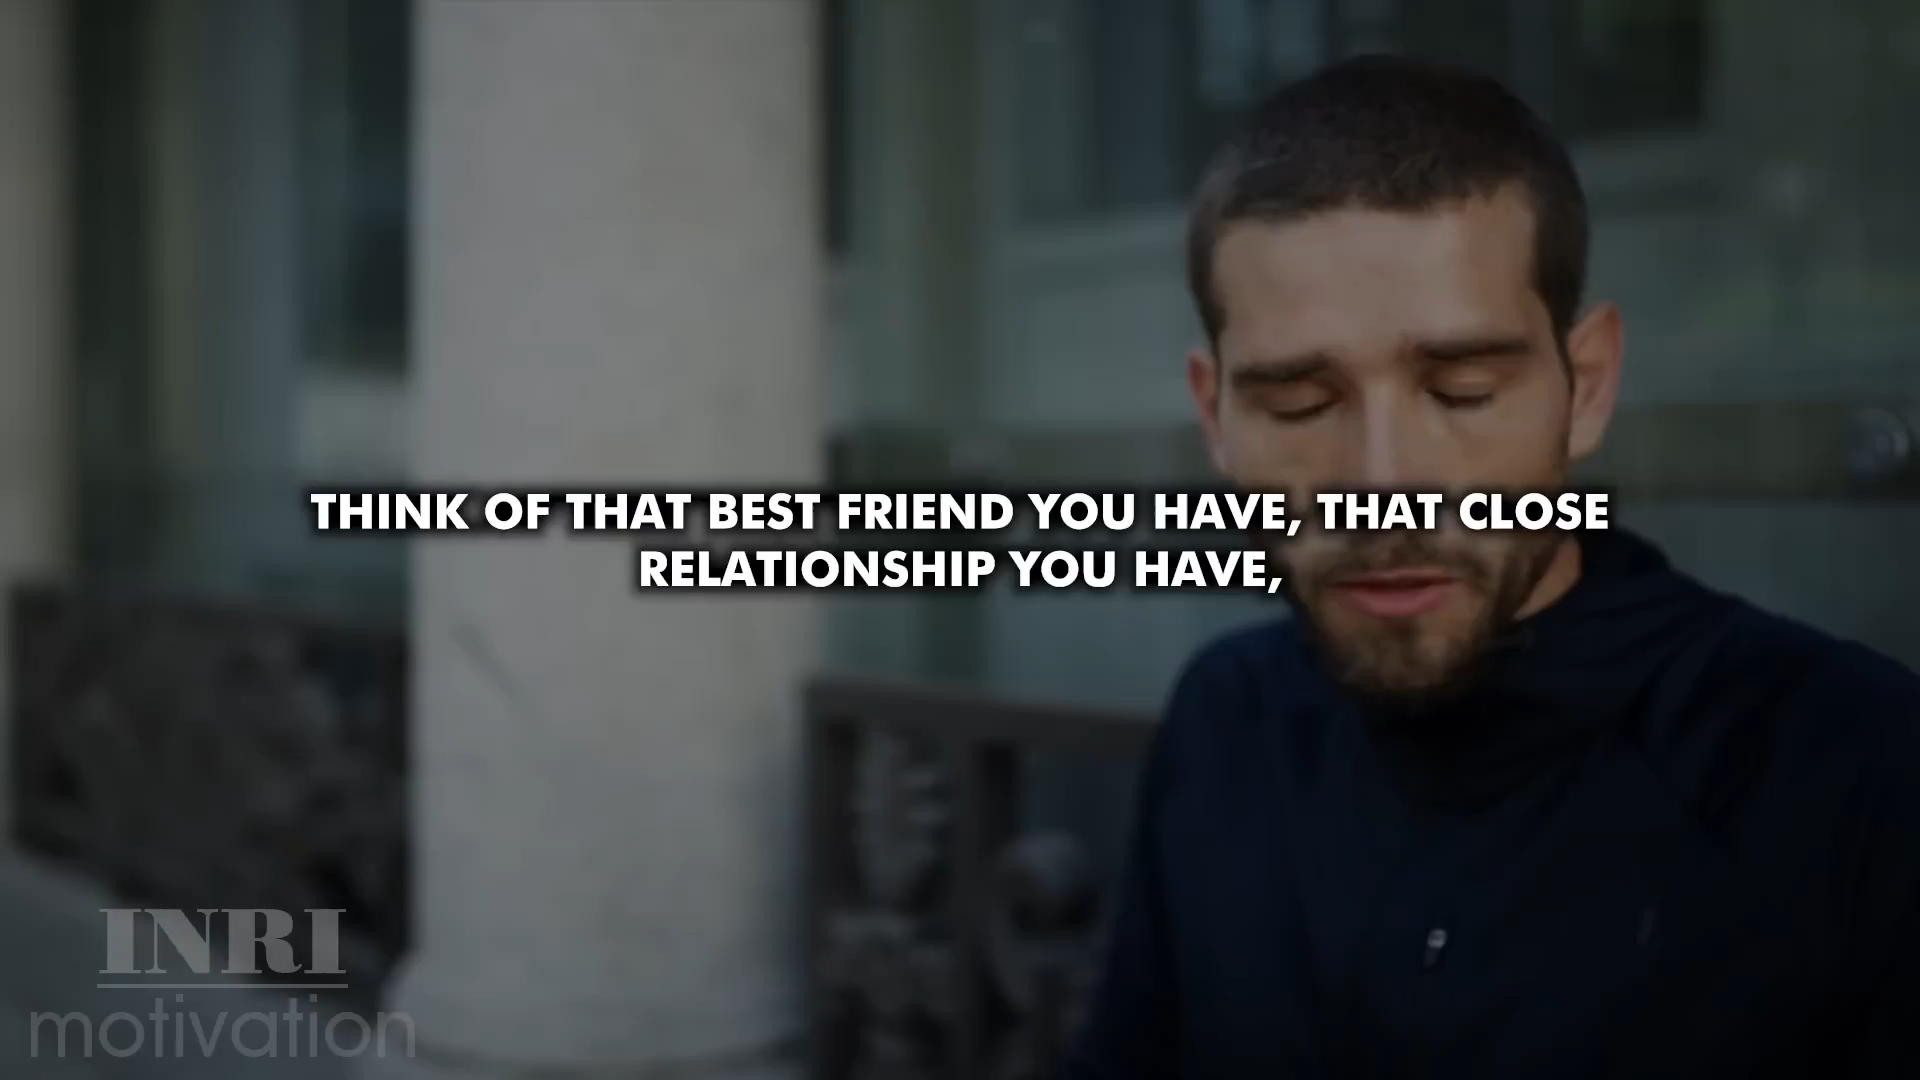 THINK OF THAT BEST FRIEND YOU HAVE, THAT CLOSE
RELATIONSHIP YOU HAVE,
INRI
motivation